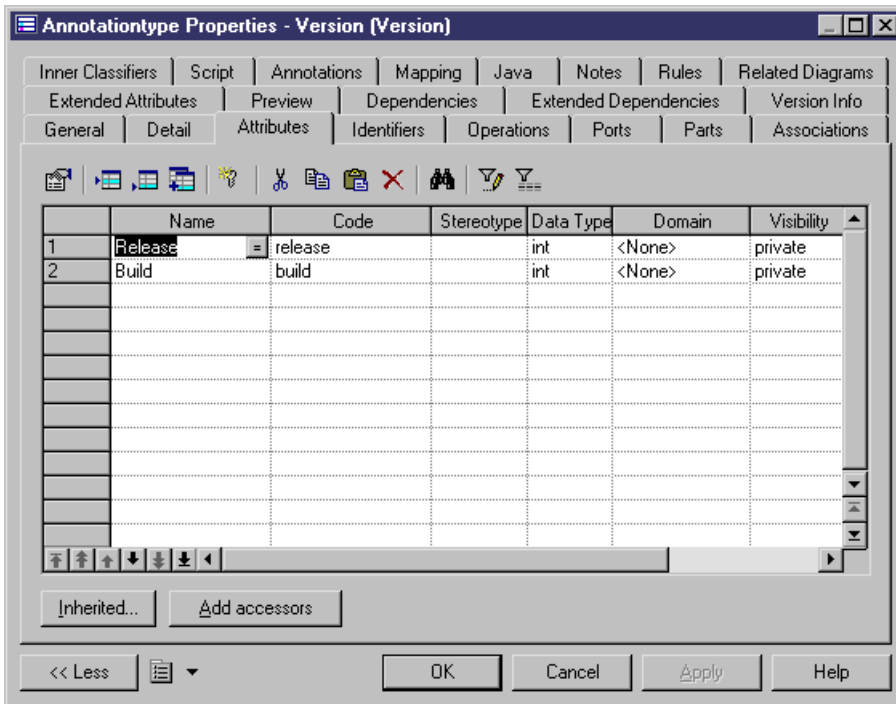 Annotationtype Properties - Version (Version)
Inner Classifiers Script Annotations Mapping Java Notes Rules Related Diagrams
Extended Attributes Preview Dependencies Extended Dependencies Version Info
General Detail Attributes Identifiers Operations Ports Parts Associations
Name Code Stereotype Data Type Domain Visibility
1 Release = release int <None> private
2 Build build int <None> private
Inherited... Add accessors
<< Less OK Cancel Apply Help